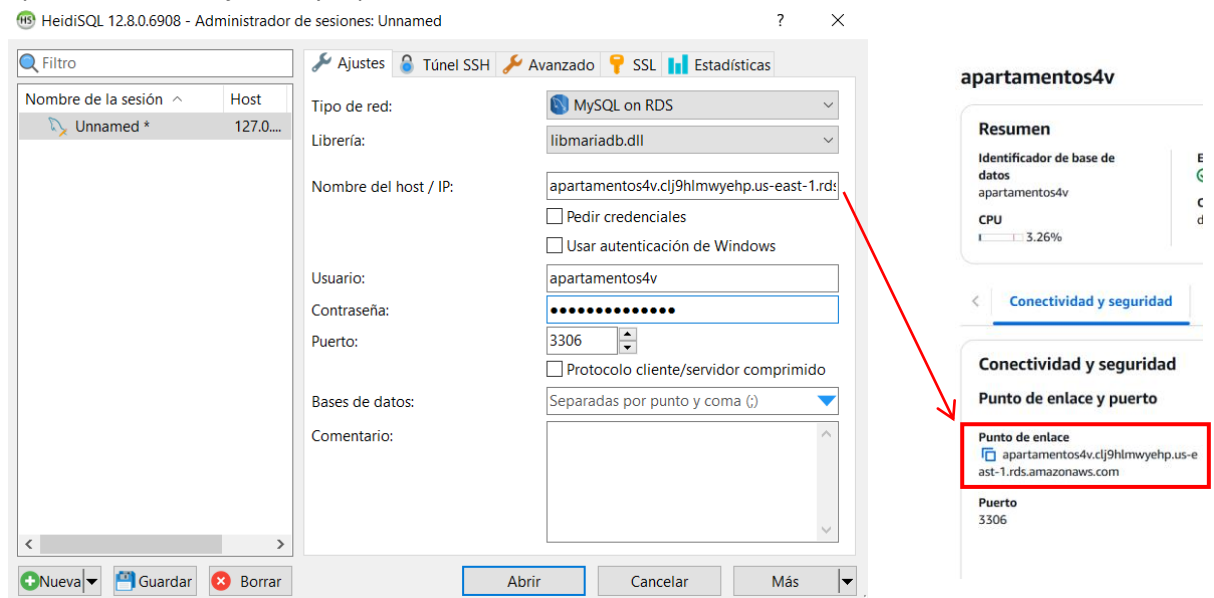 HeidiSQL 12.8.0.6908 - Administrador de sesiones: Unnamed
Filtro
Nombre de la sesión
Host
Unnamed *
127.0....
Ajustes
Túnel SSH
Avanzado
SSL
Estadísticas
Tipo de red:
MySQL on RDS
Librería:
libmariadb.dll
Nombre del host / IP:
apartamentos4v.clj9hlmwyehp.us-east-1.rds
Pedir credenciales
Usar autenticación de Windows
Usuario:
apartamentos4v
Contraseña:
●●●●●●●●●●●●●●
Puerto:
3306
Protocolo cliente/servidor comprimido
Bases de datos:
Separadas por punto y coma (;)
Comentario:
Nueva
Guardar
Borrar
Abrir
Cancelar
Más
apartamentos4v
Resumen
Identificador de base de
datos
apartamentos4v
CPU
3.26%
Conectividad y seguridad
Conectividad y seguridad
Punto de enlace y puerto
Punto de enlace
apartamentos4v.clj9hlmwyehp.us-e
ast-1.rds.amazonaws.com
Puerto
3306